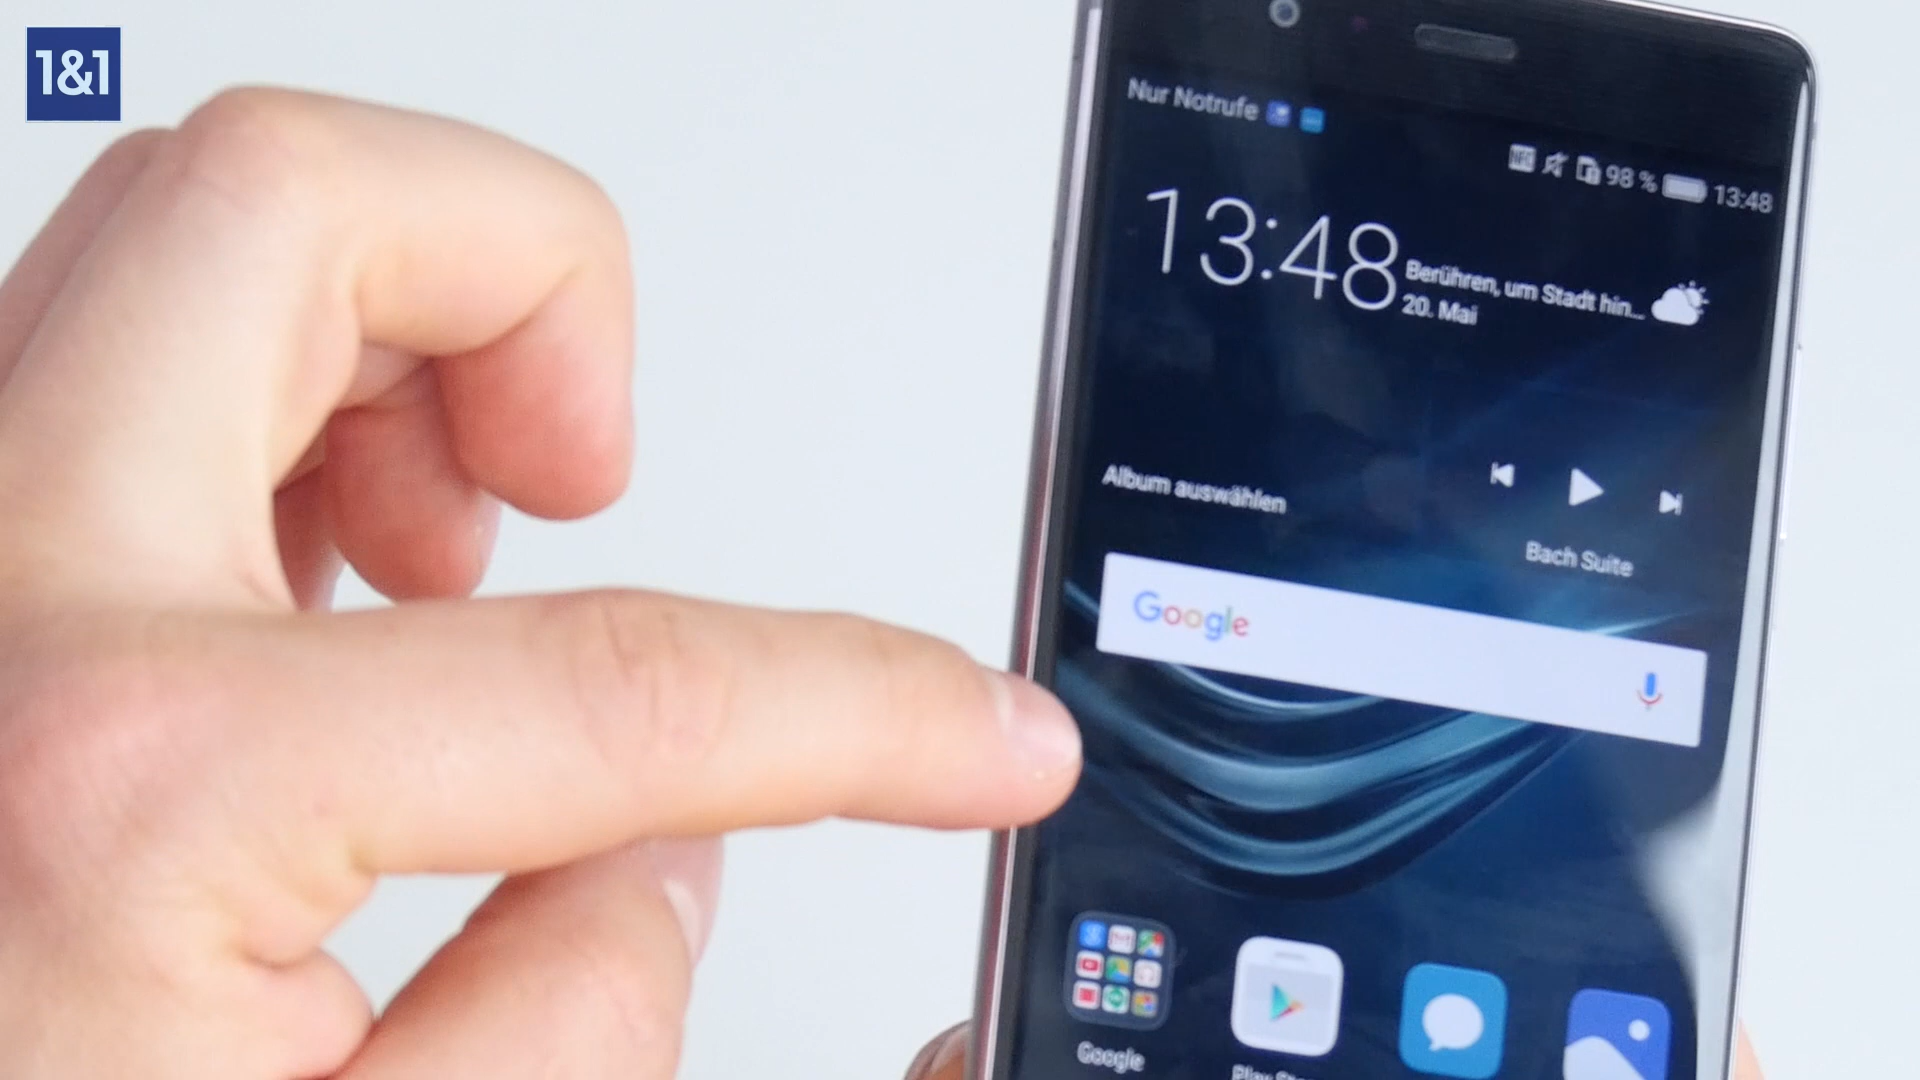 1&1
Nur Notrufe
98 % 13:48
13:48
Berühren, um Stadt hin...
20. Mai
Album auswählen
Bach Suite
Google
Google
Play